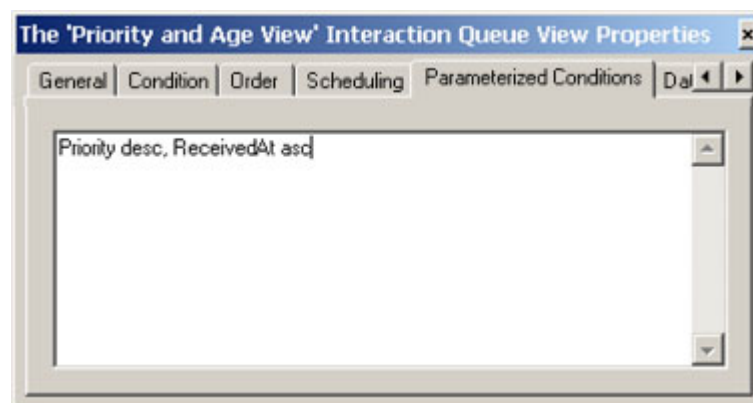 The 'Priority and Age View' Interaction Queue View Properties
General Condition Order Scheduling Parameterized Conditions Dal
Priority desc, ReceivedAt asc